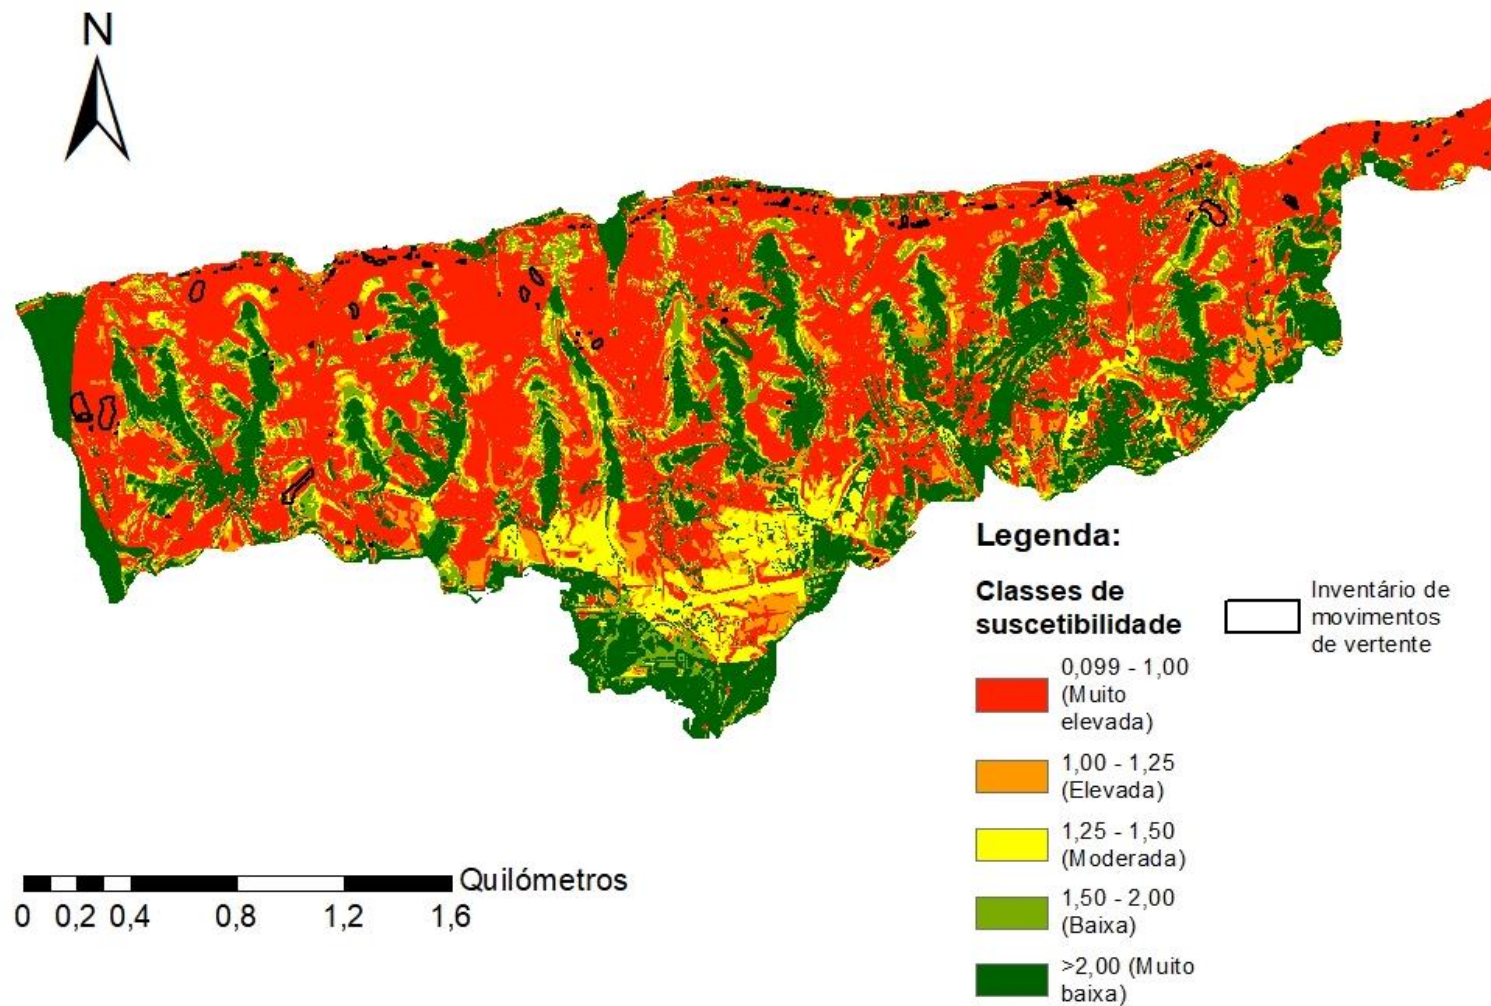 N
Legenda:
Classes de
suscetibilidade
0,099 - 1,00
(Muito
elevada)
1,00 - 1,25
(Elevada)
1,25 - 1,50
(Moderada)
1,50 - 2,00
(Baixa)
>2,00 (Muito
baixa)
Inventário de
movimentos
de vertente
Quilómetros
0 0,2 0,4 0,8 1,2 1,6